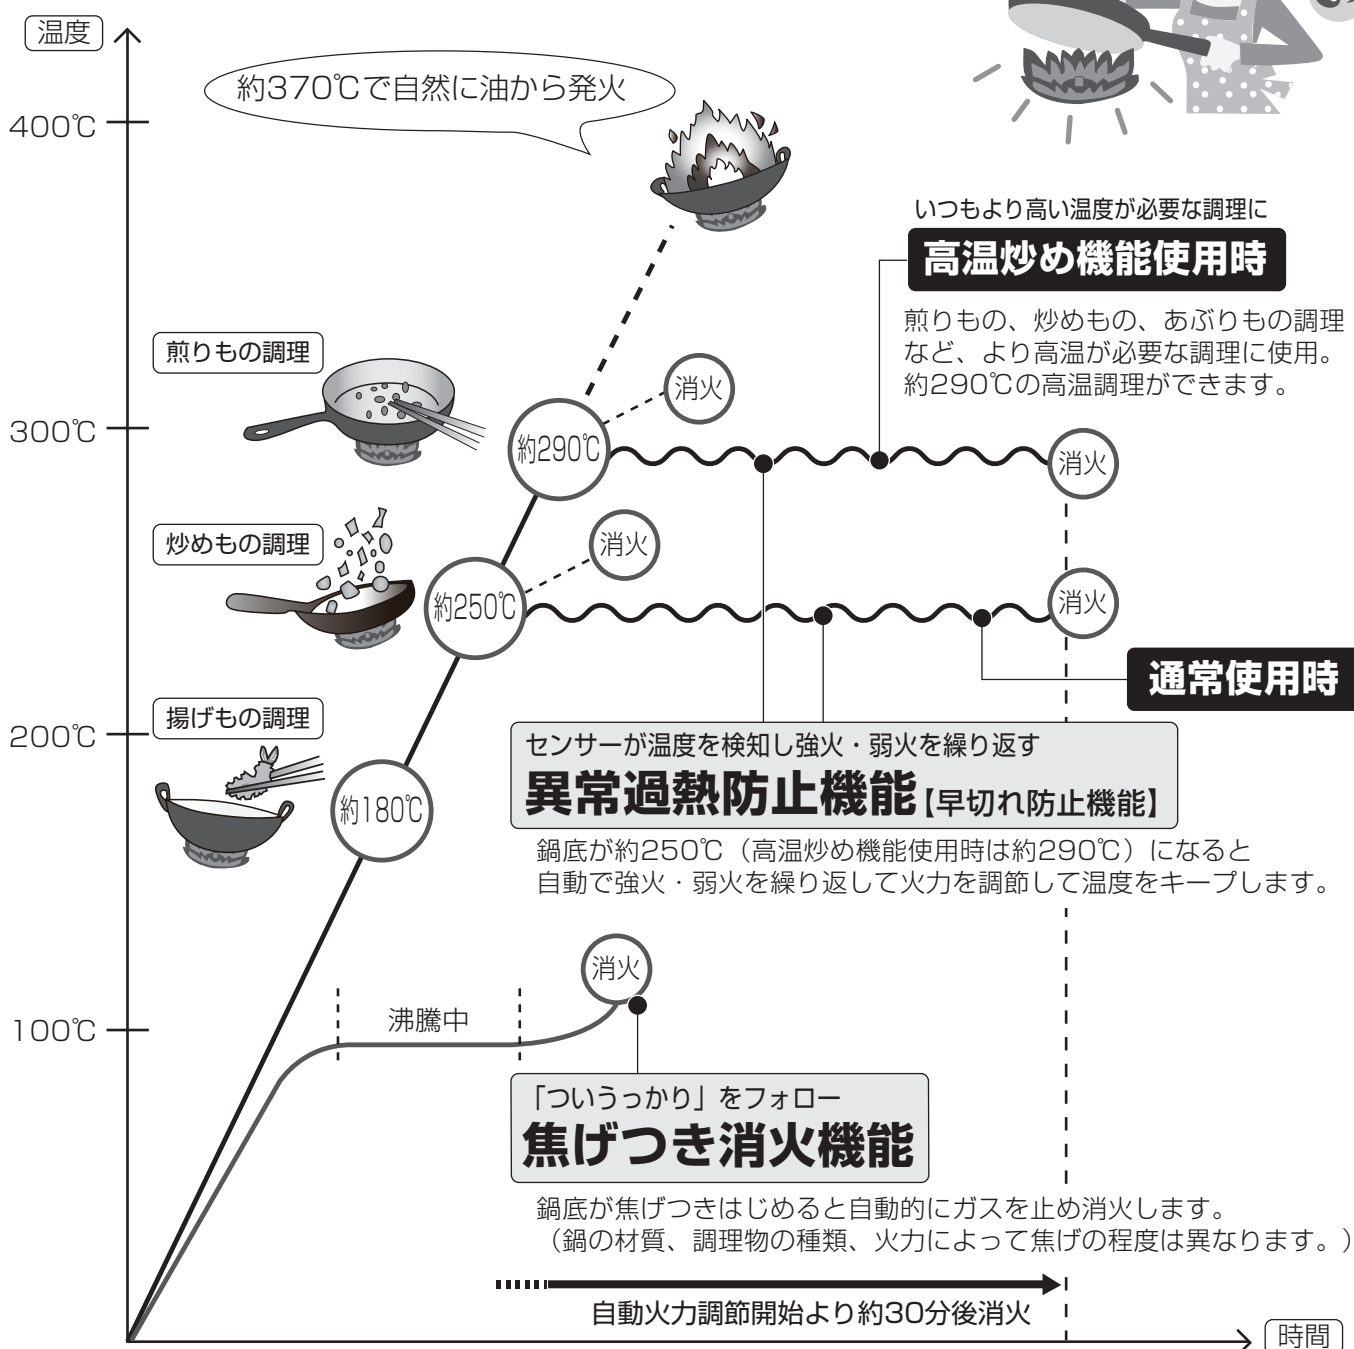 温度
約370℃で自然に油から発火
400℃
いつもより高い温度が必要な調理に
高温炒め機能使用時
煎りもの、炒めもの、あぶりもの調理
など、より高温が必要な調理に使用。
約290℃の高温調理ができます。
煎りもの調理
消火
300℃
約290℃
消火
炒めもの調理
消火
約250℃
消火
通常使用時
揚げもの調理
200℃
約180℃
センサーが温度を検知し強火・弱火を繰り返す
異常過熱防止機能【早切れ防止機能】
鍋底が約250℃（高温炒め機能使用時は約290℃）になると
自動で強火・弱火を繰り返して火力を調節して温度をキープします。
消火
沸騰中
100℃
「ついうっかり」をフォロー
焦げつき消火機能
鍋底が焦げつきはじめると自動的にガスを止め消火します。
（鍋の材質、調理物の種類、火力によって焦げの程度は異なります。）
自動火力調節開始より約30分後消火
時間